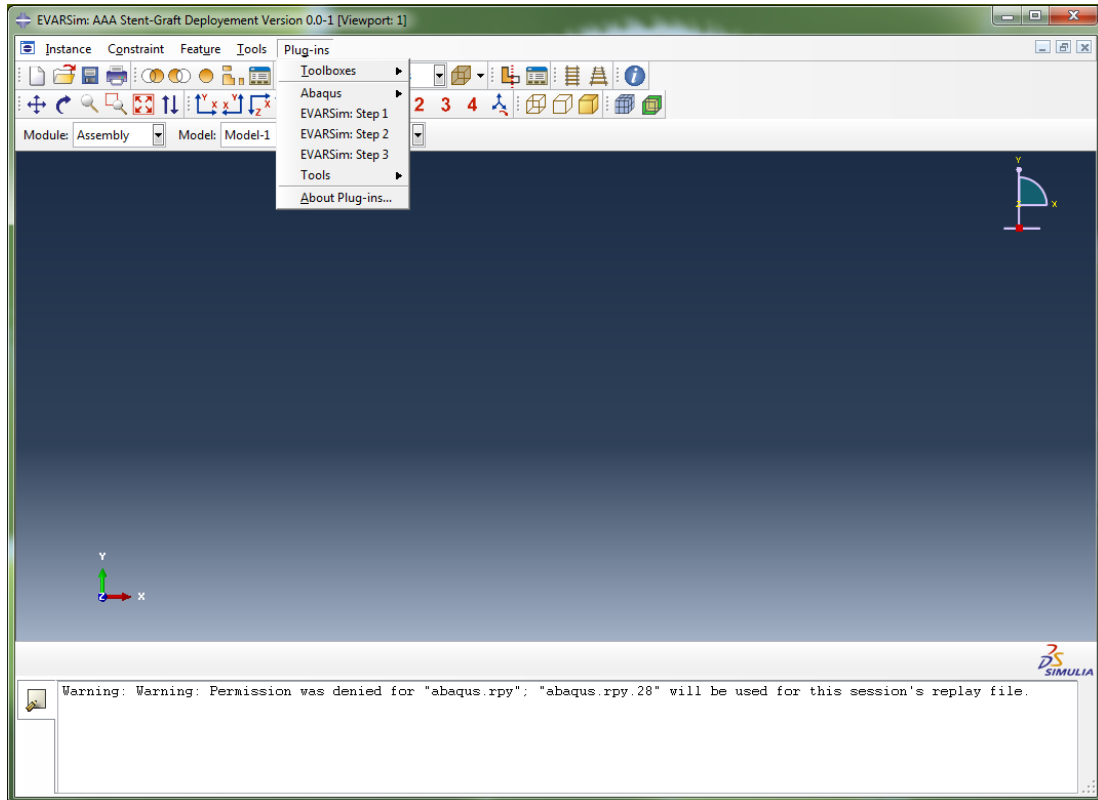 EVARSim: AAA Stent-Graft Deployement Version 0.0-1 [Viewport: 1]
Instance Constraint Feature Tools Plug-ins
Toolboxes
Abaqus
EVARSim: Step 1
EVARSim: Step 2
EVARSim: Step 3
Tools
About Plug-ins...
2 3 4
Module: Assembly Model: Model-1
Y
X
Z
Y
X
Z
DS SIMULIA
Warning: Warning: Permission was denied for "abaqus.rpy"; "abaqus.rpy.28" will be used for this session's replay file.